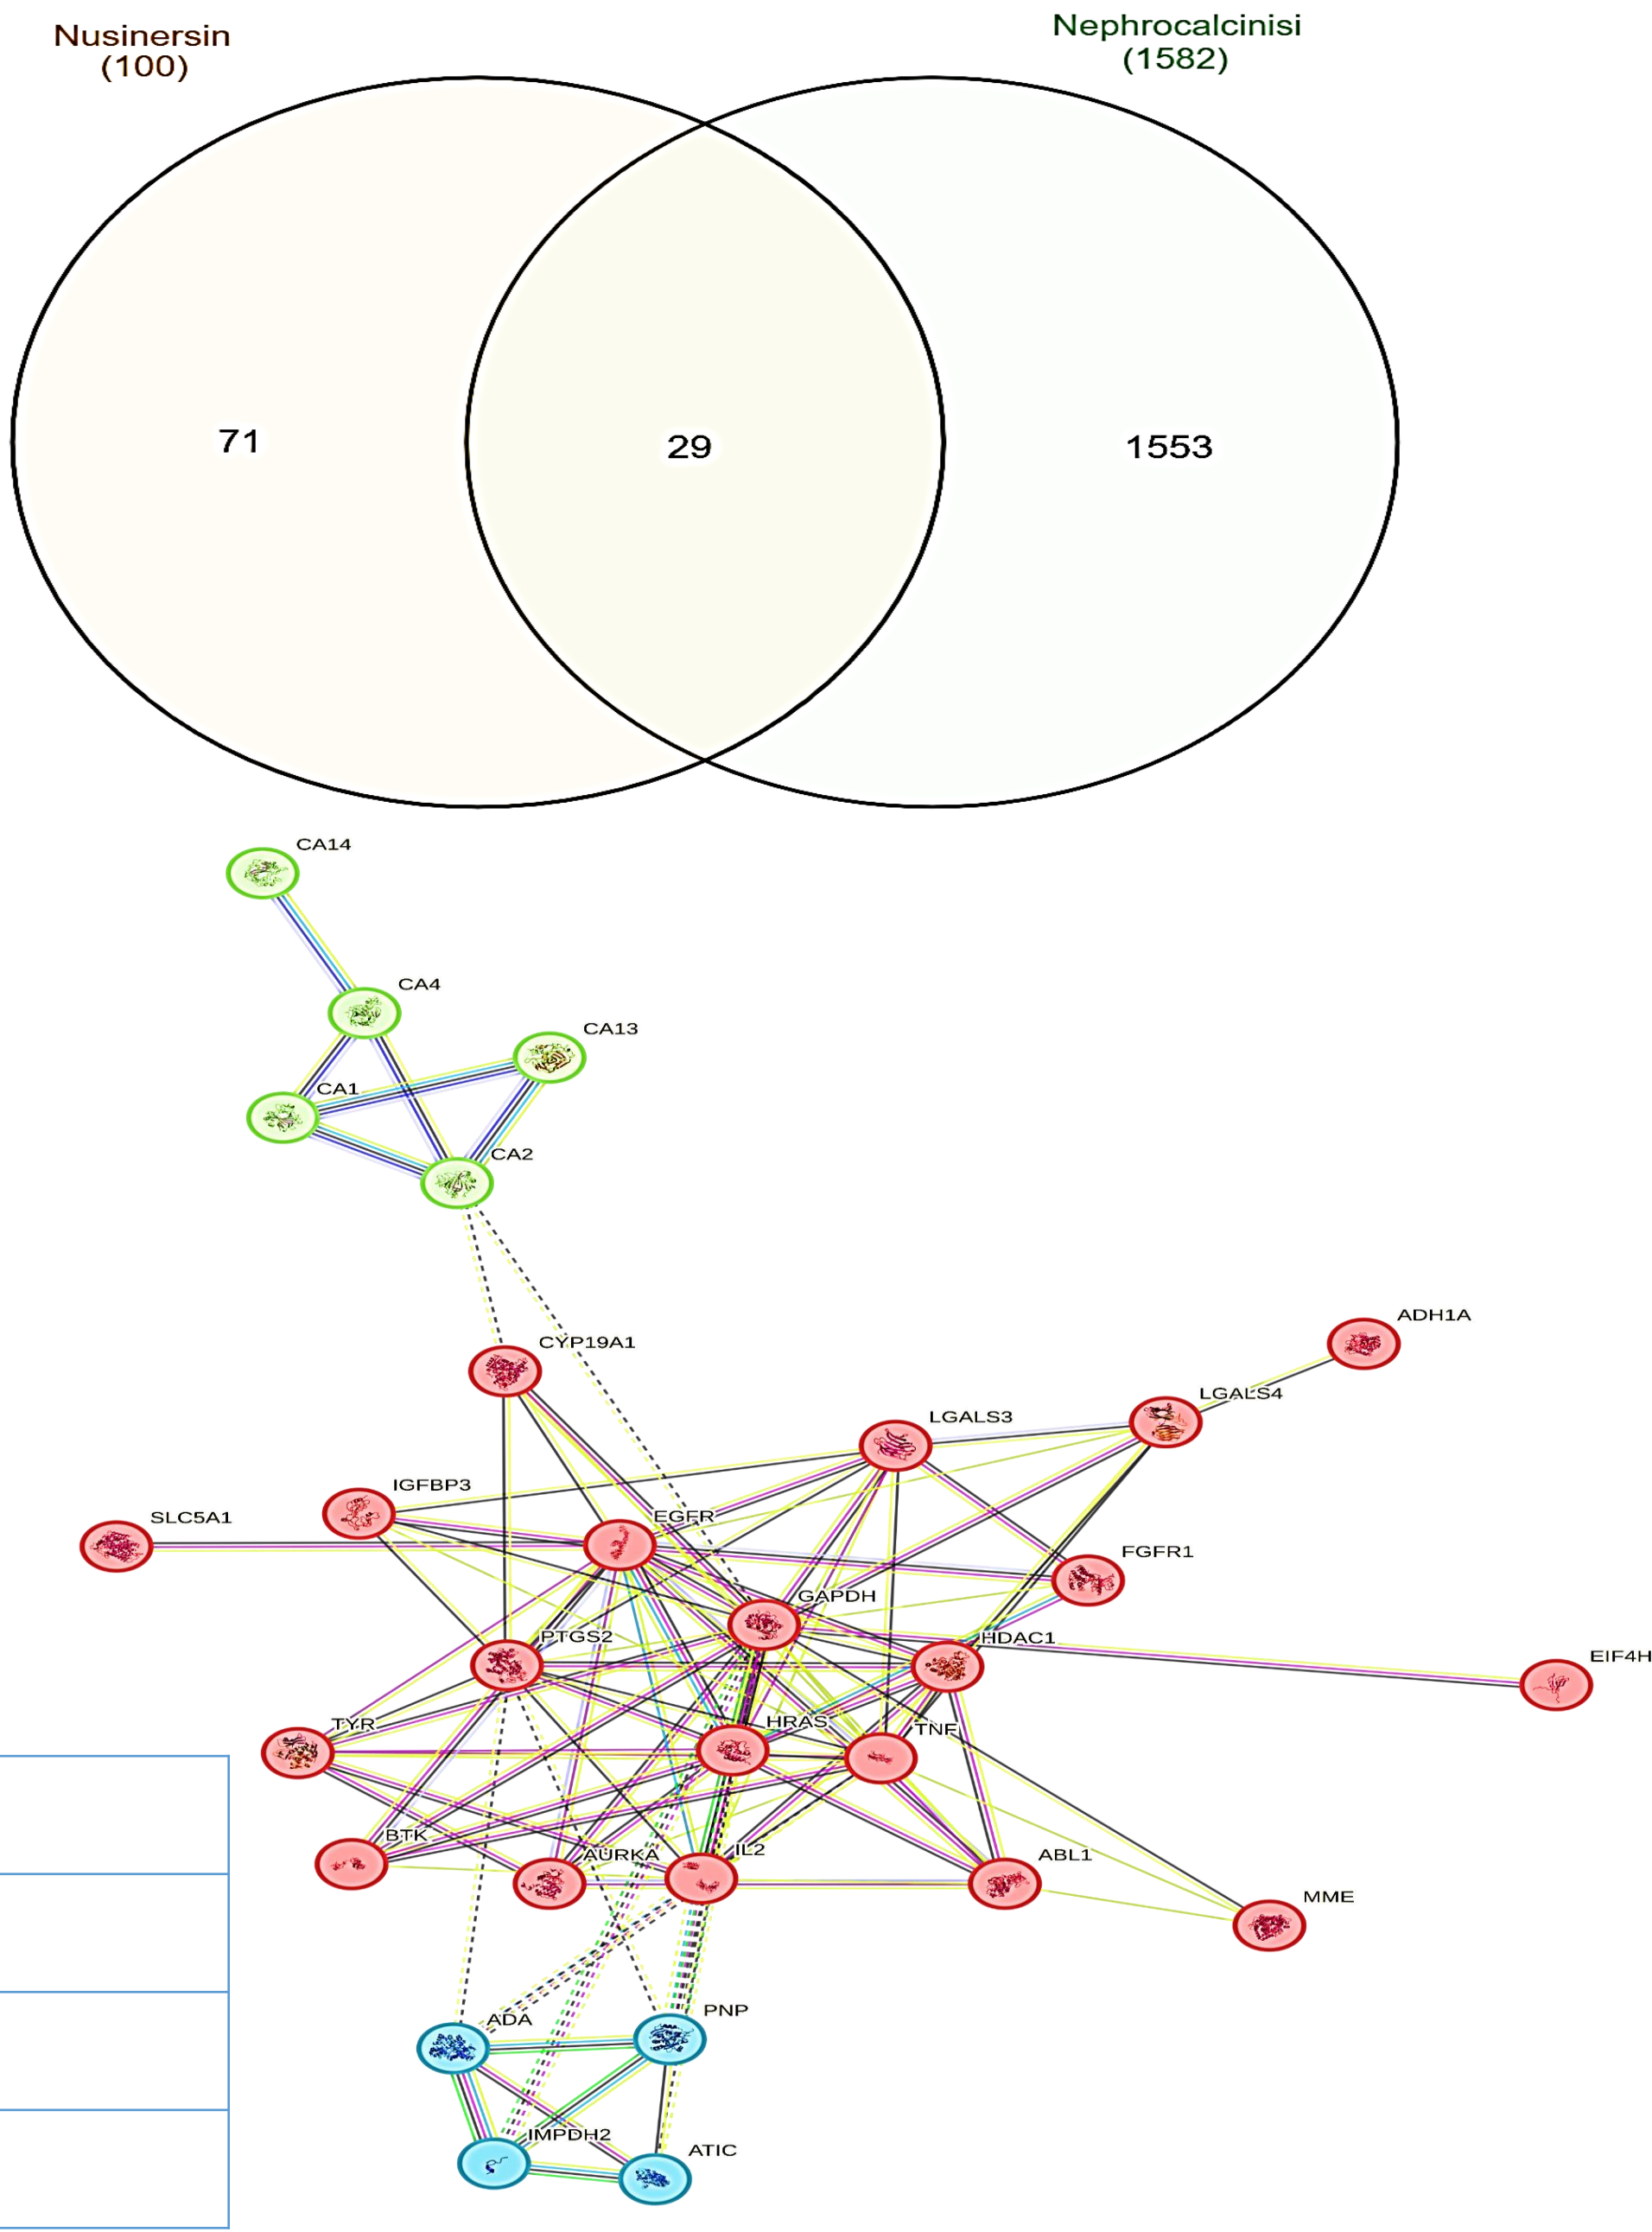 Nusinersin
(100)
Nephrocalcinisi
(1582)
71
29
1553
CA14
CA4
CA13
CA1
CA2
CYP19A1
ADH1A
LGALS4
LGALS3
IGFBP3
SLC5A1
EGFR
FGFR1
GAPDH
PTGS2
HDAC1
EIF4H
TYR
HRAS
TNF
BTK
AURKA
IL2
ABL1
MME
ADA
PNP
IMPDH2
ATIC